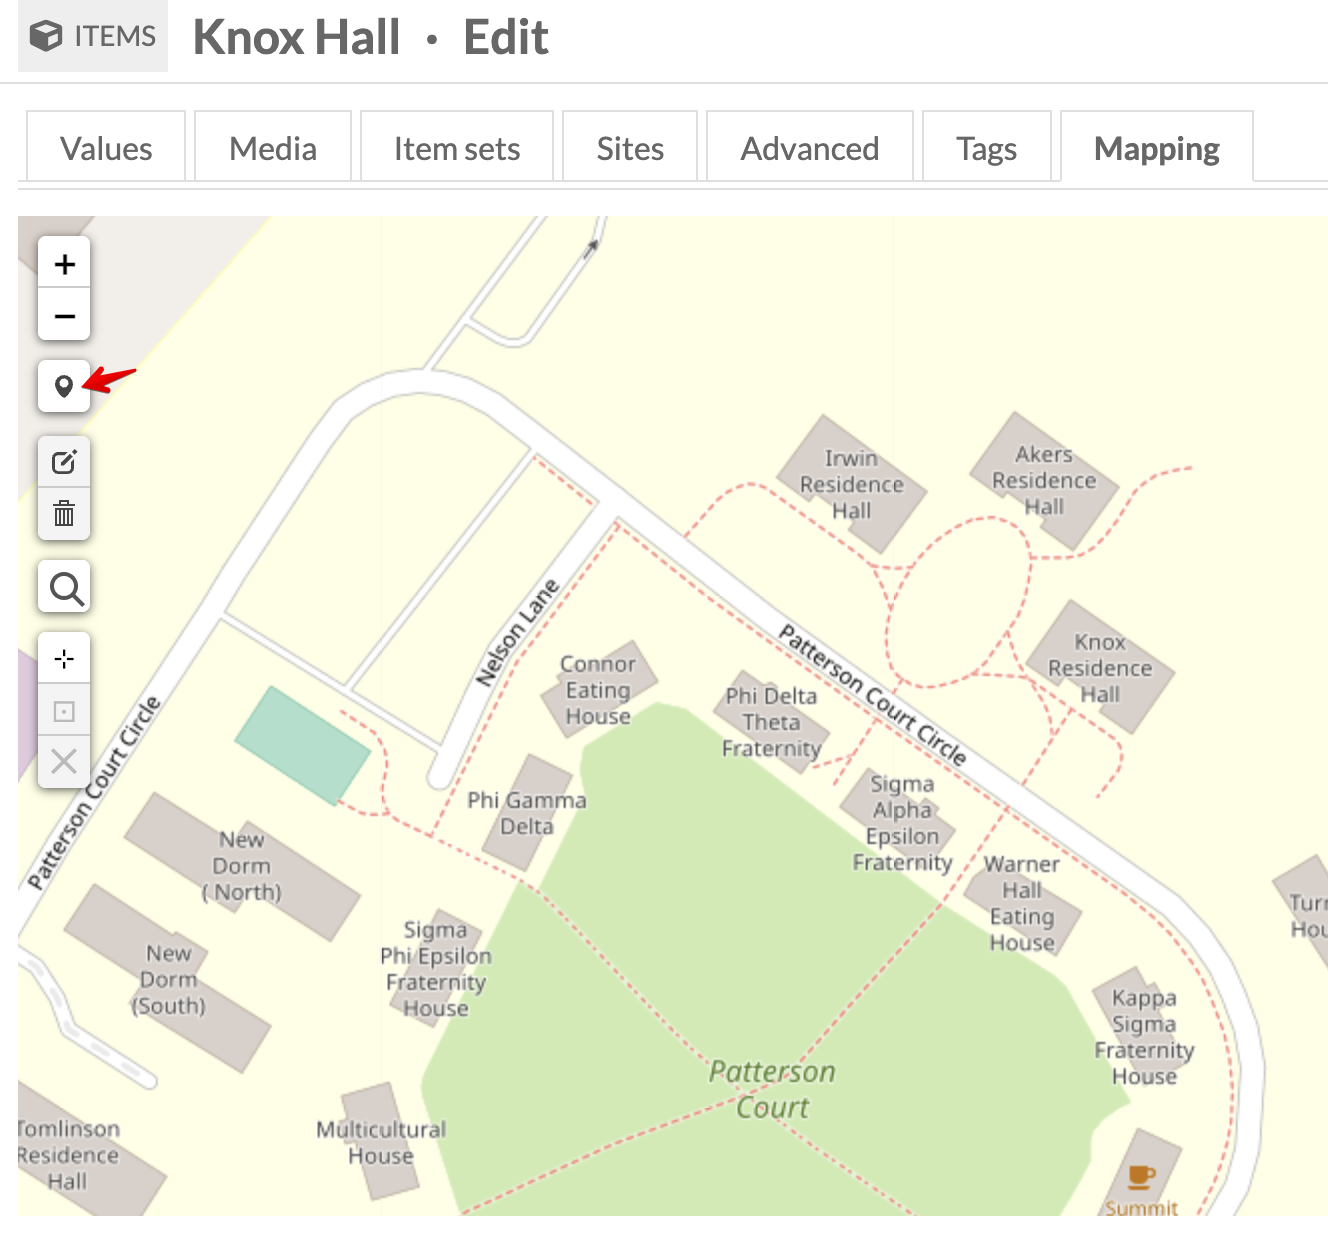 ITEMS Knox Hall · Edit
Values Media Item sets Sites Advanced Tags Mapping
+
−
Irwin
Residence
Hall
Akers
Residence
Hall
Nelson Lane
Patterson Court Circle
Knox
Residence
Hall
Connor
Eating
House
Phi Delta
Theta
Fraternity
Patterson Court Circle
Phi Gamma
Delta
Sigma
Alpha
Epsilon
Fraternity
New
Dorm
( North)
Warner
Hall
Eating
House
Sigma
Phi Epsilon
Fraternity
House
New
Dorm
(South)
Kappa
Sigma
Fraternity
House
Patterson
Court
Tomlinson
Residence
Hall
Multicultural
House
Summit